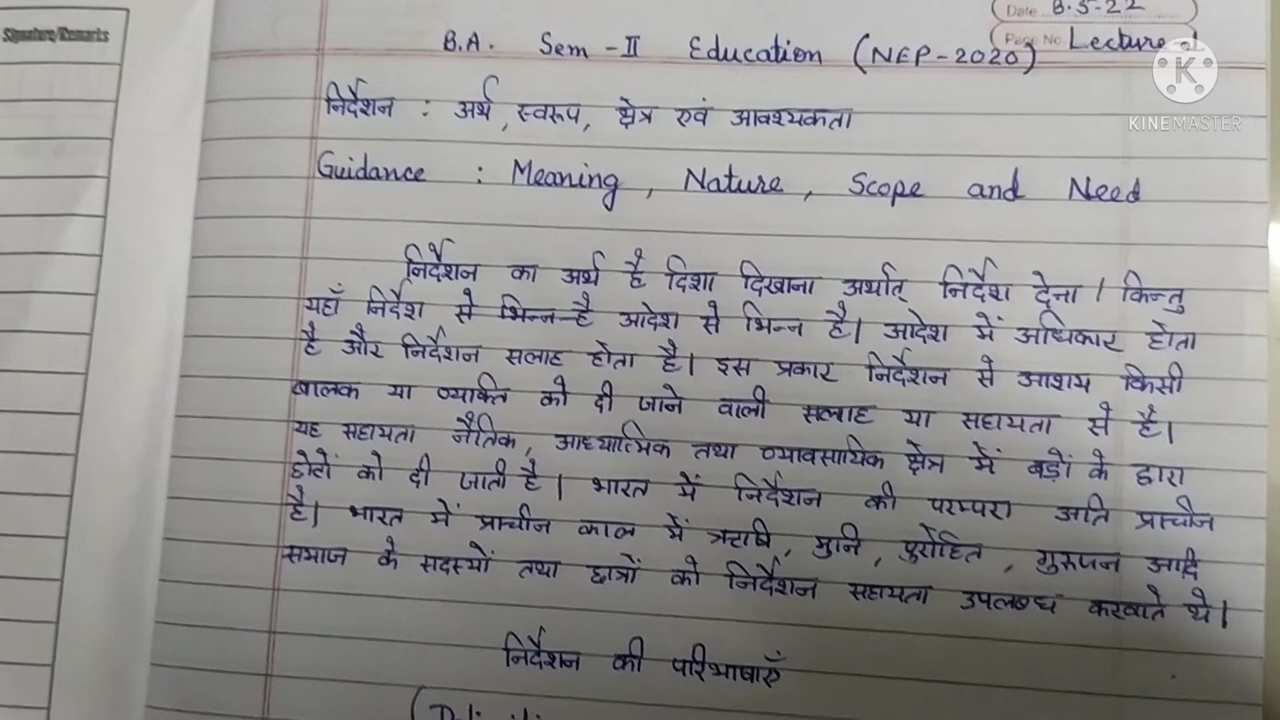 Signature/Remarks
Date 8.5.22
Page No. Lecture
K
KINEMASTER
B.A. Sem-II Education (NEP-2020)
निर्देशन : अर्थ, स्वरूप, क्षेत्र एवं आवश्यकता
Guidance : Meaning, Nature, Scope and Need
निर्देशन का अर्थ है दिशा दिखाना अर्थात् निर्देश देना। किन्तु
यहाँ निर्देश से भिन्न है आदेश से भिन्न है। आदेश में अधिकार होता
है और निर्देशन सलाह होता है। इस प्रकार निर्देशन से आशय किसी
बालक या व्यक्ति को दी जाने वाली सलाह या सहायता से है।
यह सहायता नैतिक, आध्यात्मिक तथा व्यावसायिक क्षेत्र में बड़ों के द्वारा
छोटों को दी जाती है। भारत में निर्देशन की परम्परा अति प्राचीन
है। भारत में प्राचीन काल में ऋषि, मुनि, पुरोहित, गुरुजन आदि
समाज के सदस्यों तथा छात्रों को निर्देशन सहायता उपलब्ध करवाते थे।
निर्देशन की परिभाषाएँ